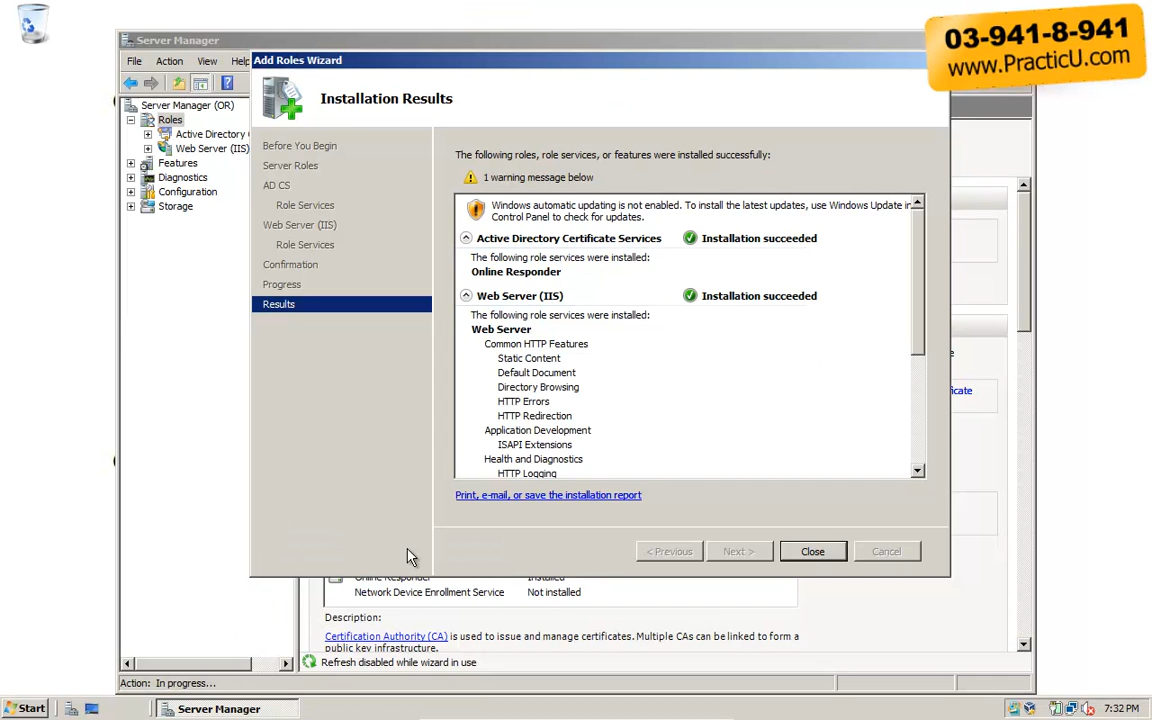 03-941-8-941
www.PracticU.com
Server Manager
File Action View Help
Add Roles Wizard
Installation Results
Server Manager (OR)
Roles
Active Directory
Web Server (IIS)
Features
Diagnostics
Configuration
Storage
Before You Begin
Server Roles
AD CS
Role Services
Web Server (IIS)
Role Services
Confirmation
Progress
Results
The following roles, role services, or features were installed successfully:
1 warning message below
Windows automatic updating is not enabled. To install the latest updates, use Windows Update in
Control Panel to check for updates.
Active Directory Certificate Services Installation succeeded
The following role services were installed:
Online Responder
Web Server (IIS) Installation succeeded
The following role services were installed:
Web Server
Common HTTP Features
Static Content
Default Document
Directory Browsing
HTTP Errors
HTTP Redirection
Application Development
ISAPI Extensions
Health and Diagnostics
HTTP Logging
Print, e-mail, or save the installation report
< Previous Next > Close Cancel
Online Responder Installed
Network Device Enrollment Service Not installed
Description:
Certification Authority (CA) is used to issue and manage certificates. Multiple CAs can be linked to form a
public key infrastructure.
Refresh disabled while wizard in use
Action: In progress...
Start Server Manager 7:32 PM